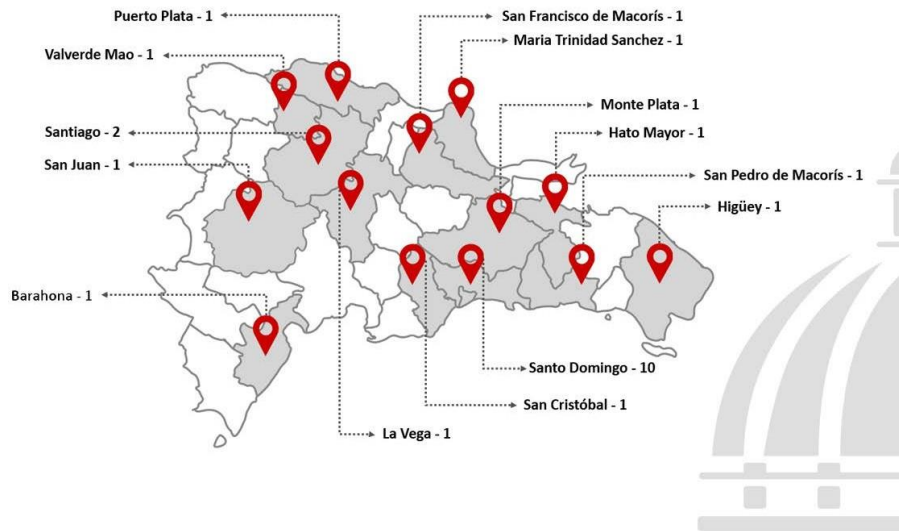 Puerto Plata - 1
San Francisco de Macorís - 1
Valverde Mao - 1
Maria Trinidad Sanchez - 1
Monte Plata - 1
Santiago - 2
Hato Mayor - 1
San Juan - 1
San Pedro de Macorís - 1
Higüey - 1
Barahona - 1
Santo Domingo - 10
San Cristóbal - 1
La Vega - 1